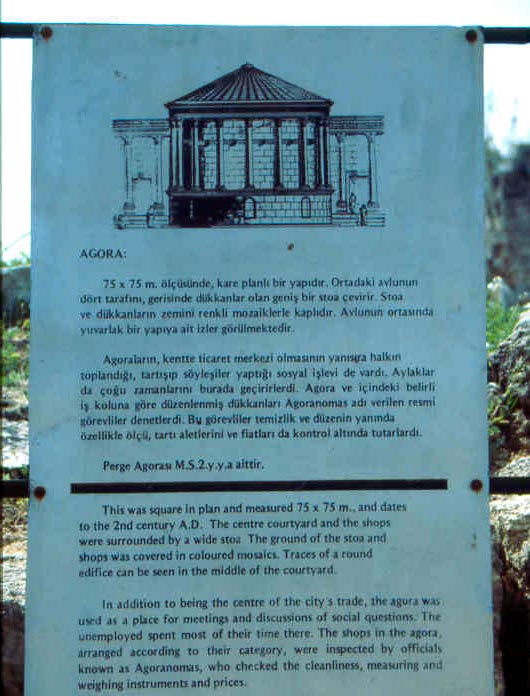 AGORA:
75 x 75 m. ölçüsünde, kare planlı bir yapıdır. Ortadaki avlunun
dört tarafını, gerisinde dükkanlar olan geniş bir stoa çevirir. Stoa
ve dükkanların zemini renkli mozaiklerle kaplıdır. Avlunun ortasında
yuvarlak bir yapıya ait izler görülmektedir.
Agoraların, kentte ticaret merkezi olmasının yanısıra halkın
toplandığı, tartışıp söyleşiler yaptığı sosyal işlevi de vardı. Aylaklar
da çoğu zamanlarını burada geçirirlerdi. Agora ve içindeki belirli
iş koluna göre düzenlenmiş dükkanları Agoranomas adı verilen resmi
görevliler denetlerdi. Bu görevliler temizlik ve düzenin yanında
özellikle ölçü, tartı aletlerini ve fiatları da kontrol altında tutarlardı.
Perge Agorası M.S.2.y.y.a aittir.
This was square in plan and measured 75 x 75 m., and dates
to the 2nd century A.D. The centre courtyard and the shops
were surrounded by a wide stoa. The ground of the stoa and
shops was covered in coloured mosaics. Traces of a round
edifice can be seen in the middle of the courtyard.
In addition to being the centre of the city's trade, the agora was
used as a place for meetings and discussions of social questions. The
unemployed spent most of their time there. The shops in the agora,
arranged according to their category, were inspected by officials
known as Agoranomas, who checked the cleanliness, measuring and
weighing instruments and prices.